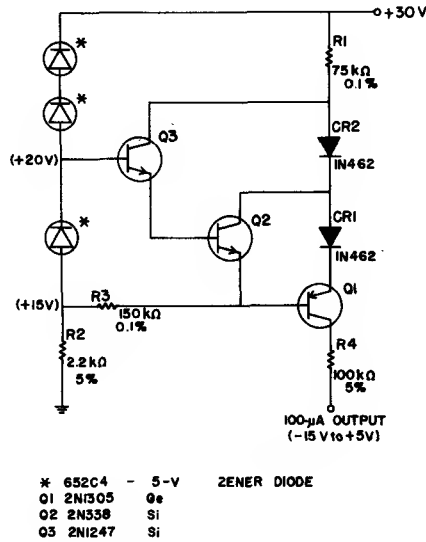 +30V
*
R1
75kΩ
0.1%
*
Q3
CR2
(+20V)
IN462
*
Q2
CR1
IN462
Q1
(+15V)
R3
150kΩ
0.1%
R2
2.2kΩ
5%
R4
100kΩ
5%
100-μA OUTPUT
(-15V to +5V)
* 652C4 - 5-V ZENER DIODE
Q1 2N1305 Ge
Q2 2N338 Si
Q3 2N1247 Si